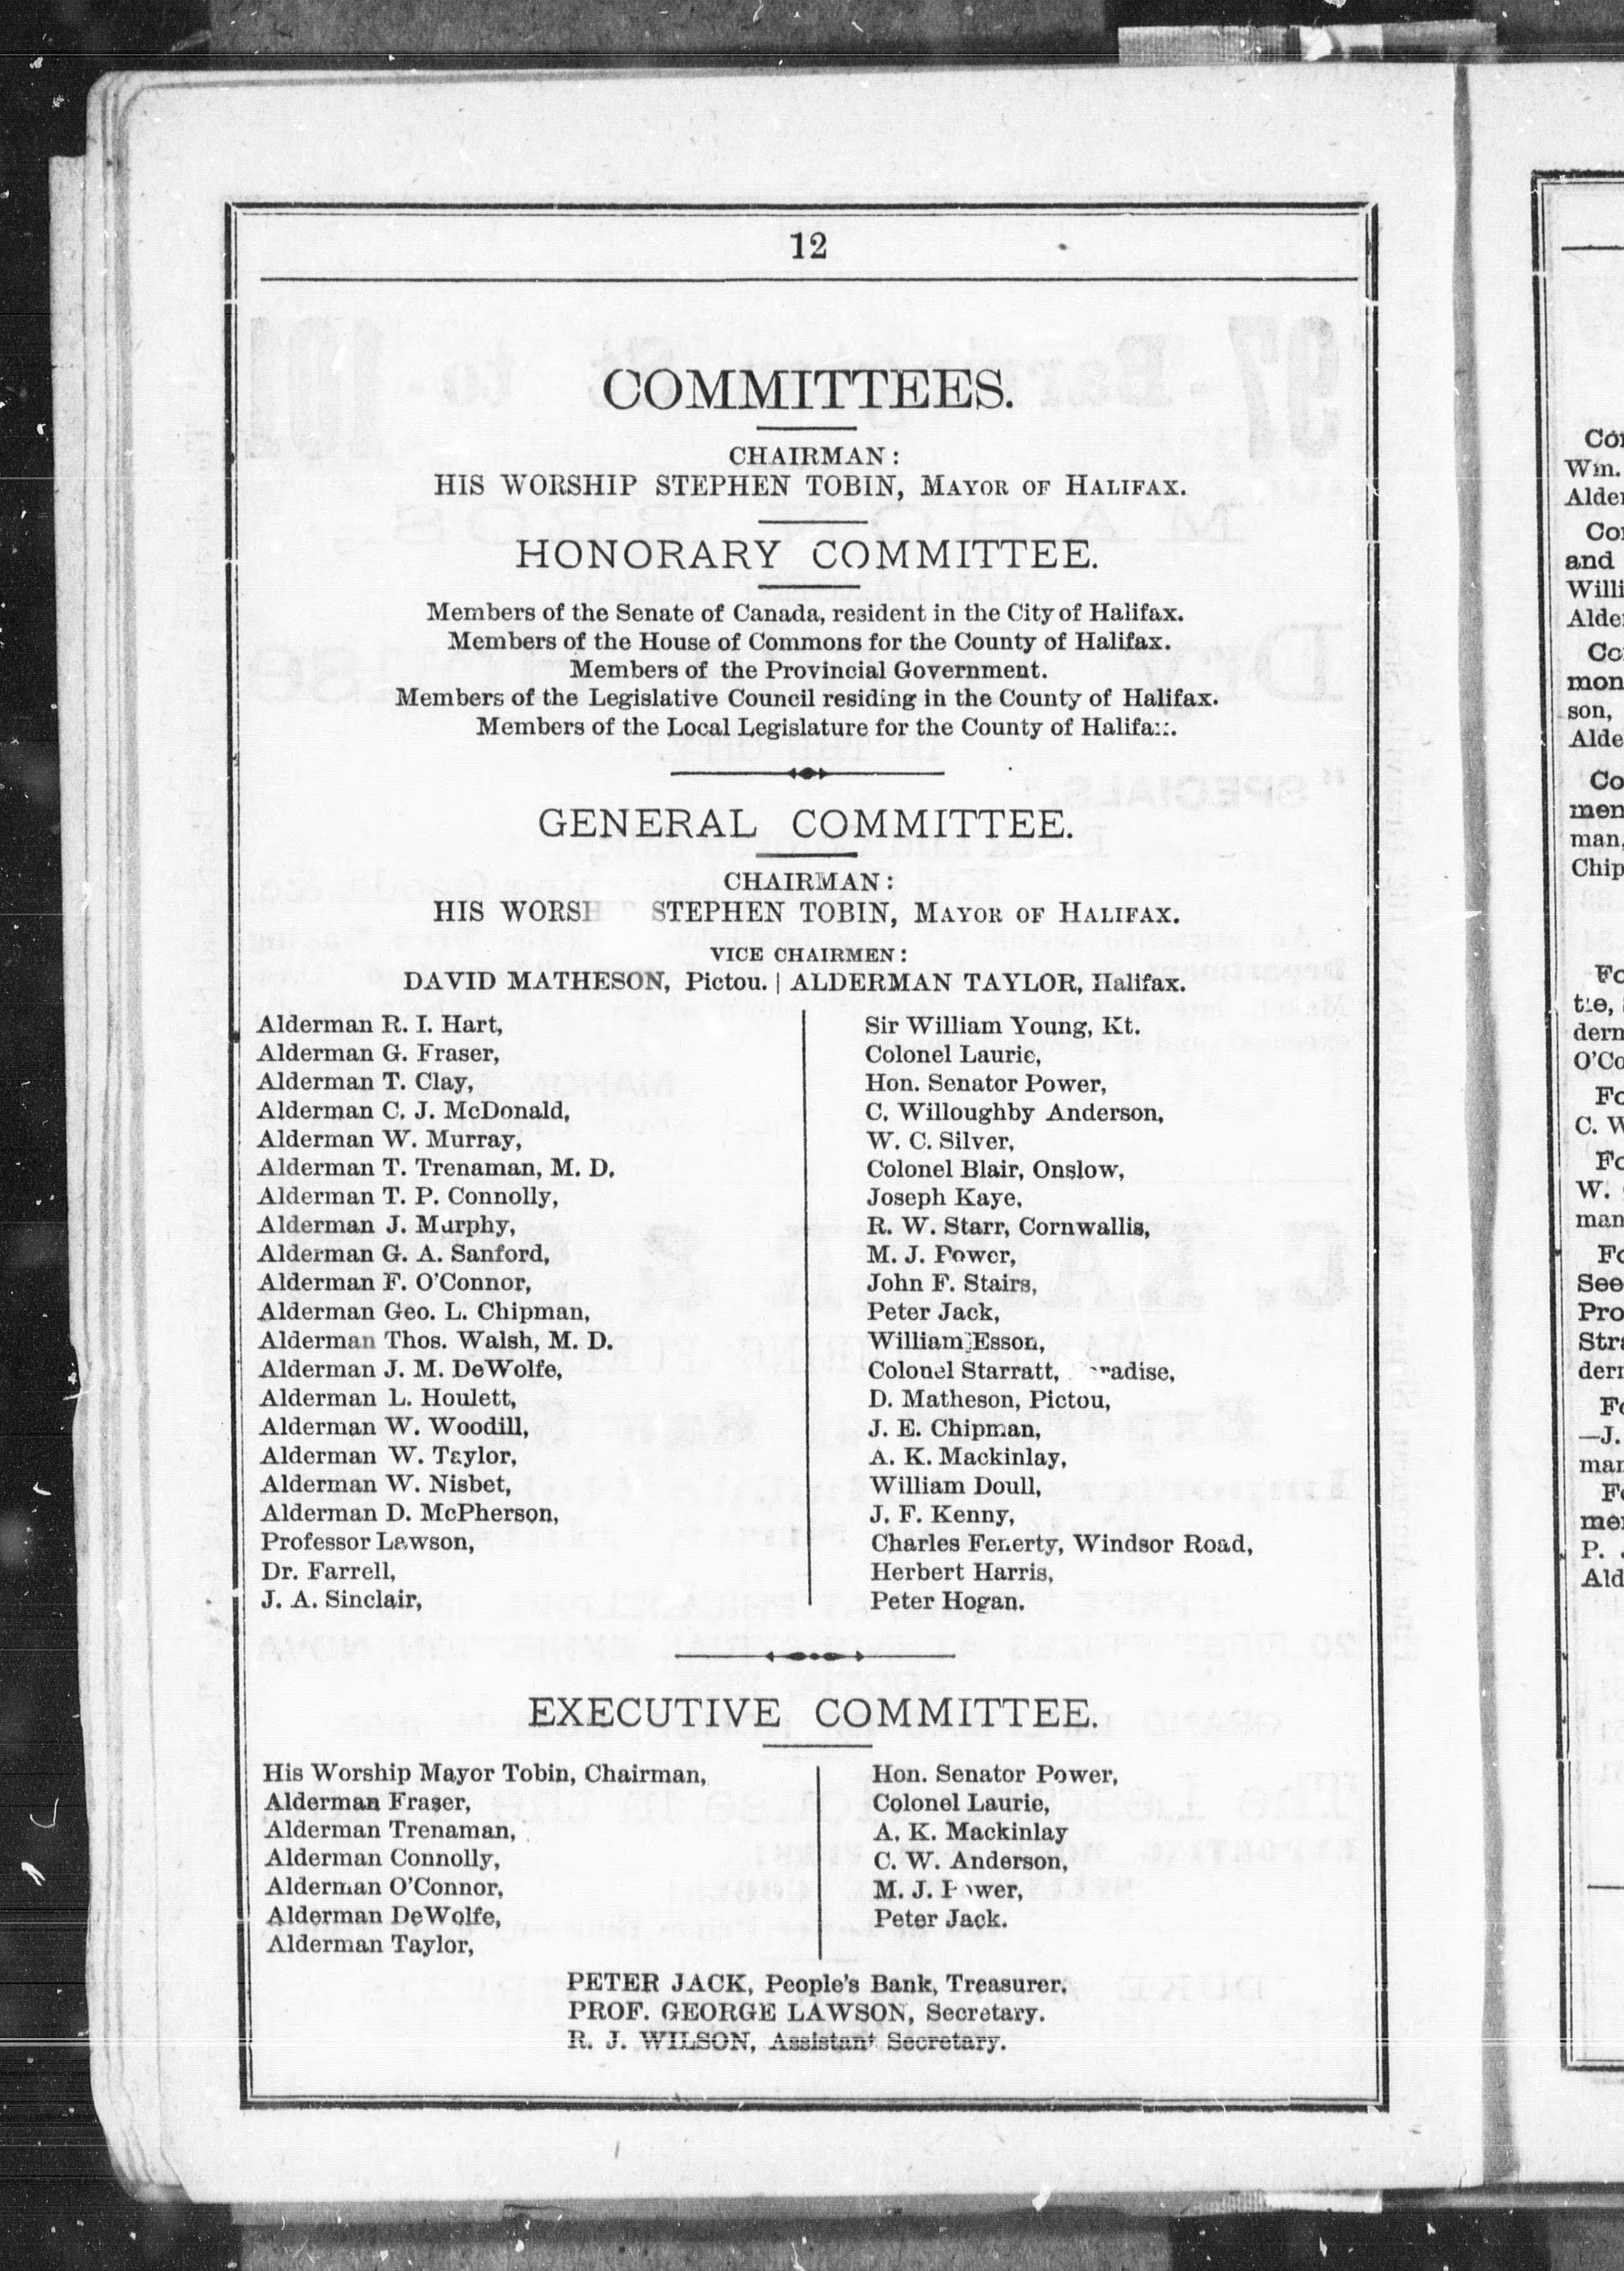 12
COMMITTEES.
CHAIRMAN:
HIS WORSHIP STEPHEN TOBIN, MAYOR OF HALIFAX.
HONORARY COMMITTEE.
Members of the Senate of Canada, resident in the City of Halifax.
Members of the House of Commons for the County of Halifax.
Members of the Provincial Government.
Members of the Legislative Council residing in the County of Halifax.
Members of the Local Legislature for the County of Halifax.
GENERAL COMMITTEE.
CHAIRMAN:
HIS WORSH STEPHEN TOBIN, MAYOR OF HALIFAX.
VICE CHAIRMEN:
DAVID MATHESON, Pictou. | ALDERMAN TAYLOR, Halifax.
Alderman R. I. Hart,
Alderman G. Fraser,
Alderman T. Clay,
Alderman C. J. McDonald,
Alderman W. Murray,
Alderman T. Trenaman, M. D.
Alderman T. P. Connolly,
Alderman J. Murphy,
Alderman G. A. Sanford,
Alderman F. O'Connor,
Alderman Geo. L. Chipman,
Alderman Thos. Walsh, M. D.
Alderman J. M. DeWolfe,
Alderman L. Houlett,
Alderman W. Woodill,
Alderman W. Taylor,
Alderman W. Nisbet,
Alderman D. McPherson,
Professor Lawson,
Dr. Farrell,
J. A. Sinclair,
Sir William Young, Kt.
Colonel Laurie,
Hon. Senator Power,
C. Willoughby Anderson,
W. C. Silver,
Colonel Blair, Onslow,
Joseph Kaye,
R. W. Starr, Cornwallis,
M. J. Power,
John F. Stairs,
Peter Jack,
William Esson,
Colonel Starratt, radise,
D. Matheson, Pictou,
J. E. Chipman,
A. K. Mackinlay,
William Doull,
J. F. Kenny,
Charles Fenerty, Windsor Road,
Herbert Harris,
Peter Hogan.
EXECUTIVE COMMITTEE.
His Worship Mayor Tobin, Chairman,
Alderman Fraser,
Alderman Trenaman,
Alderman Connolly,
Alderman O'Connor,
Alderman DeWolfe,
Alderman Taylor,
Hon. Senator Power,
Colonel Laurie,
A. K. Mackinlay
C. W. Anderson,
M. J. Power,
Peter Jack.
PETER JACK, People's Bank, Treasurer.
PROF. GEORGE LAWSON, Secretary.
R. J. WILSON, Assistant Secretary.